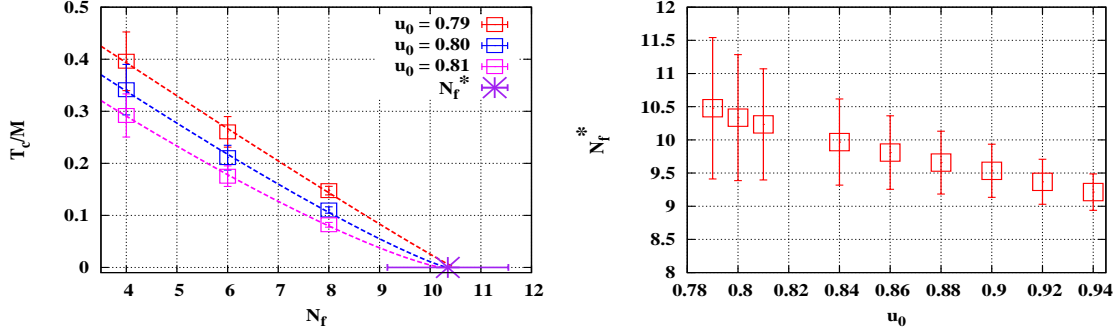 0.5
0.4
0.3
0.2
0.1
0
T_c/M
4 5 6 7 8 9 10 11 12
N_f
u_0 = 0.79
u_0 = 0.80
u_0 = 0.81
N_f^*
12
11.5
11
10.5
10
9.5
9
8.5
8
N_f^*
0.78 0.8 0.82 0.84 0.86 0.88 0.9 0.92 0.94
u_0